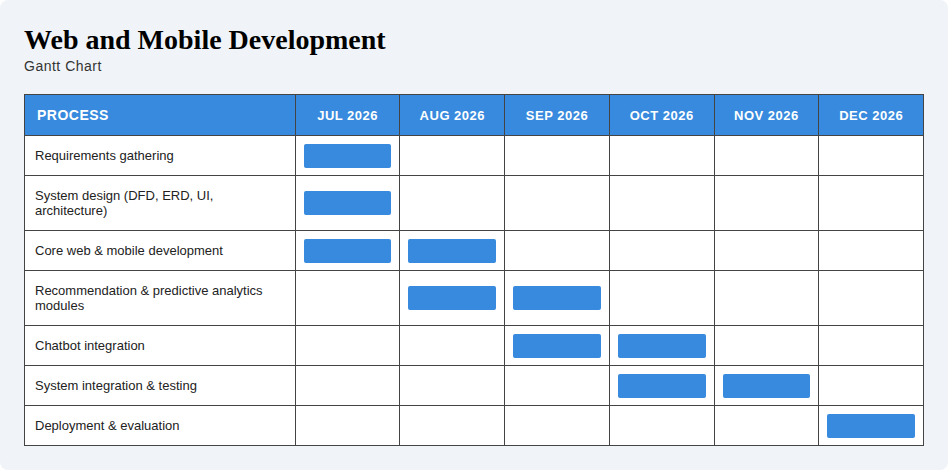 Web and Mobile Development
Gantt Chart
PROCESS JUL 2026 AUG 2026 SEP 2026 OCT 2026 NOV 2026 DEC 2026
Requirements gathering
System design (DFD, ERD, UI,
architecture)
Core web & mobile development
Recommendation & predictive analytics
modules
Chatbot integration
System integration & testing
Deployment & evaluation